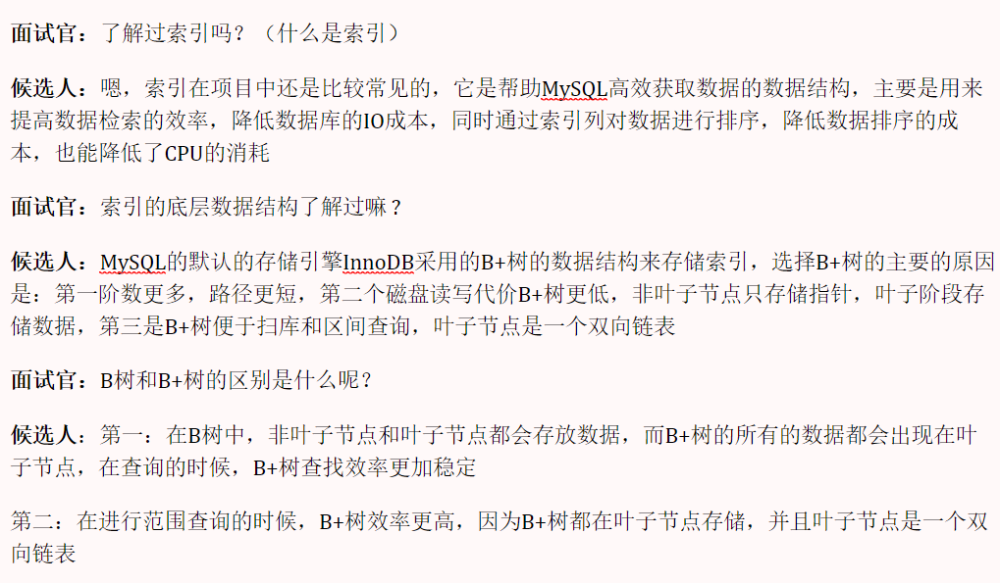 面试官：了解过索引吗？（什么是索引）
候选人：嗯，索引在项目中还是比较常见的，它是帮助MySQL高效获取数据的数据结构，主要是用来
提高数据检索的效率，降低数据库的IO成本，同时通过索引列对数据进行排序，降低数据排序的成
本，也能降低了CPU的消耗
面试官：索引的底层数据结构了解过嘛 ?
候选人：MySQL的默认的存储引擎InnoDB采用的B+树的数据结构来存储索引，选择B+树的主要的原因
是：第一阶数更多，路径更短，第二个磁盘读写代价B+树更低，非叶子节点只存储指针，叶子阶段存
储数据，第三是B+树便于扫库和区间查询，叶子节点是一个双向链表
面试官：B树和B+树的区别是什么呢？
候选人：第一：在B树中，非叶子节点和叶子节点都会存放数据，而B+树的所有的数据都会出现在叶
子节点，在查询的时候，B+树查找效率更加稳定
第二：在进行范围查询的时候，B+树效率更高，因为B+树都在叶子节点存储，并且叶子节点是一个双
向链表